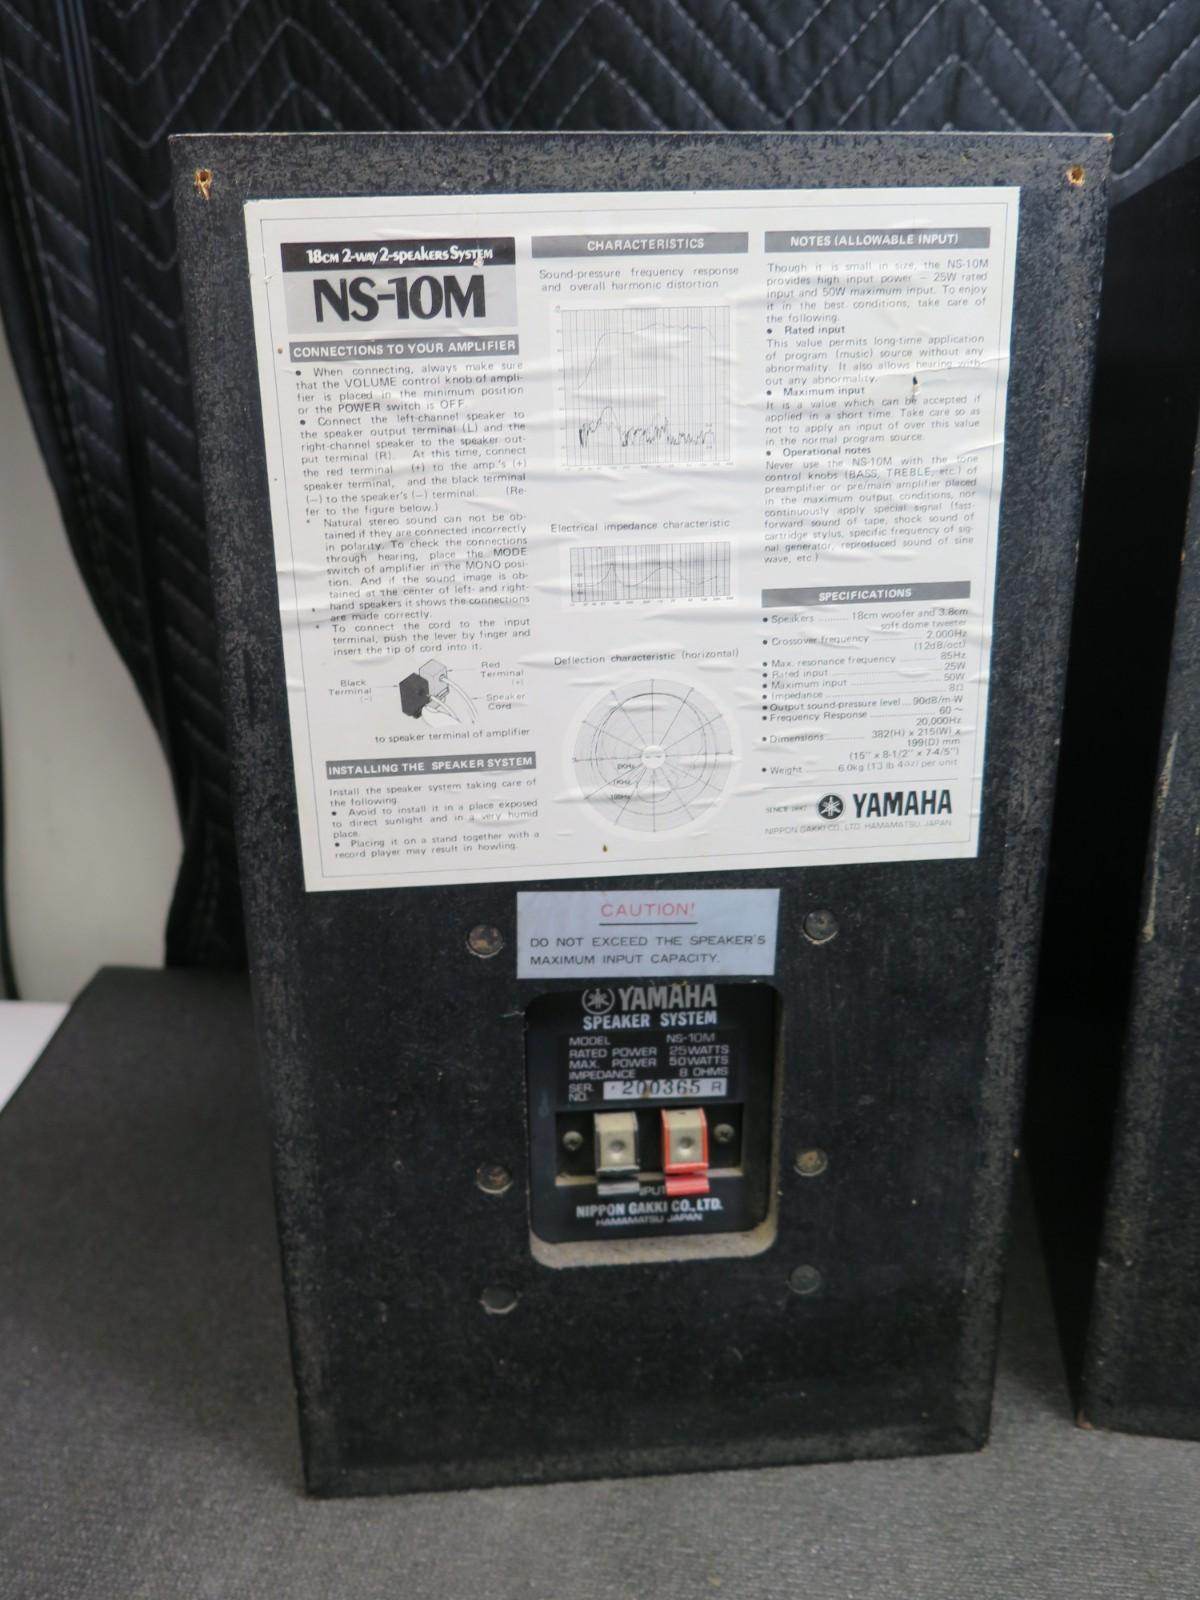 18cm 2-way 2-speakers System
NS-10M
CONNECTIONS TO YOUR AMPLIFIER
• When connecting, always make sure
that the VOLUME control knob of ampli-
fier is placed in the minimum position
or the POWER switch is OFF
• Connect the left-channel speaker to
the speaker output terminal (L) and the
right-channel speaker to the speaker out-
put terminal (R). At this time, connect
the red terminal (+) to the amp.'s (+)
speaker terminal, and the black terminal
(−) to the speaker's (−) terminal. (Re-
fer to the figure below.)
* Natural stereo sound can not be ob-
tained if they are connected incorrectly
in polarity. To check the connections
through hearing, place the MODE
switch of amplifier in the MONO posi-
tion. And if the sound image is ob-
tained at the center of left- and right-
hand speakers it shows the connections
are made correctly.
* To connect the cord to the input
terminal, push the lever by finger and
insert the tip of cord into it.
Red
Terminal
(+)
Black
Terminal
(−)
Speaker
Cord
to speaker terminal of amplifier
INSTALLING THE SPEAKER SYSTEM
Install the speaker system taking care of
the following.
• Avoid to install it in a place exposed
to direct sunlight and in a very humid
place.
• Placing it on a stand together with a
record player may result in howling.
CHARACTERISTICS
Sound-pressure frequency response
and overall harmonic distortion
Electrical impedance characteristic
Deflection characteristic (horizontal)
NOTES (ALLOWABLE INPUT)
Though it is small in size, the NS-10M
provides high input power — 25W rated
input and 50W maximum input. To enjoy
it in the best conditions, take care of
the following.
• Rated input
This value permits long-time application
of program (music) source without any
abnormality. It also allows hearing with-
out any abnormality.
• Maximum input
It is a value which can be accepted if
applied in a short time. Take care so as
not to apply an input of over this value
in the normal program source.
• Operational notes
Never use the NS-10M with the tone
control knobs (BASS, TREBLE, etc.) of
preamplifier or pre/main amplifier placed
in the maximum output conditions, nor
continuously apply special signal (fast-
forward sound of tape, shock sound of
cartridge stylus, specific frequency of sig-
nal generator, reproduced sound of sine
wave, etc.)
SPECIFICATIONS
• Speakers .......... 18cm woofer and 3.8cm
soft dome tweeter
• Crossover frequency .......... 2,000Hz
(12dB/oct)
• Max. resonance frequency .......... 85Hz
• Rated input .......... 25W
• Maximum input .......... 50W
• Impedance .......... 8Ω
• Output sound-pressure level ... 90dB/m·W
• Frequency Response .......... 60 ~
20,000Hz
• Dimensions .......... 382(H) x 215(W) x
199(D) mm
(15" x 8-1/2" x 7-4/5")
• Weight ...... 6.0kg (13 lb 4oz) per unit
SINCE 1887 YAMAHA
NIPPON GAKKI CO., LTD. HAMAMATSU, JAPAN
CAUTION!
DO NOT EXCEED THE SPEAKER'S
MAXIMUM INPUT CAPACITY.
YAMAHA
SPEAKER SYSTEM
MODEL NS-10M
RATED POWER 25WATTS
MAX. POWER 50WATTS
IMPEDANCE 8 OHMS
SER. NO. 200365 R
INPUT
NIPPON GAKKI CO., LTD.
HAMAMATSU JAPAN